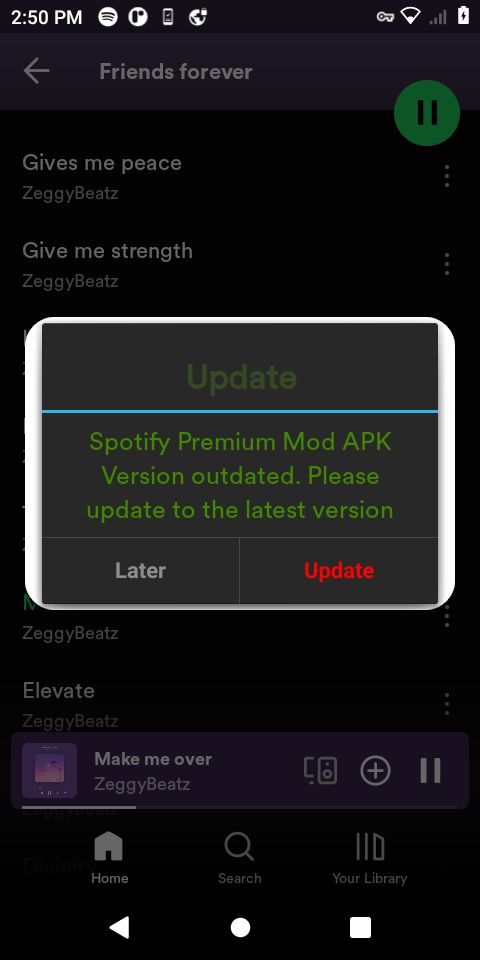 2:50 PM
Friends forever
Gives me peace
ZeggyBeatz
Give me strength
ZeggyBeatz
Update
Spotify Premium Mod APK
Version outdated. Please
update to the latest version
Later
Update
ZeggyBeatz
Elevate
ZeggyBeatz
Make me over
ZeggyBeatz
ZeggyBeatz
Divinity
Home
Search
Your Library